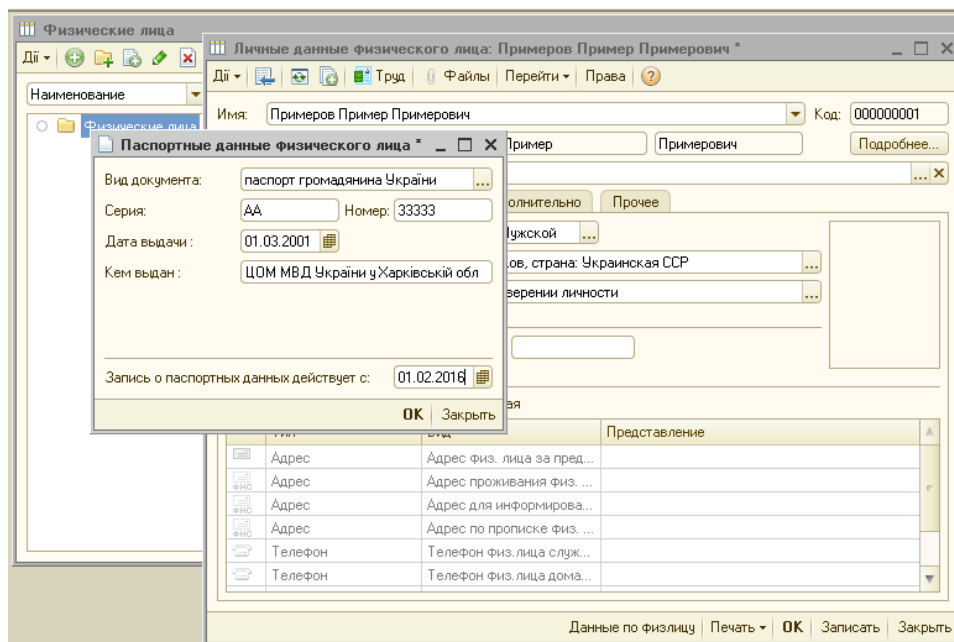 Физические лица
Дії
Наименование
Физические лица
Личные данные физического лица: Примеров Пример Примерович *
Дії Труд Файлы Перейти Права
Имя: Примеров Пример Примерович Код: 000000001
Пример Примерович Подробнее...
...
олнительно Прочее
ужской ...
ов, страна: Украинская ССР ...
верении личности ...
ая
Паспортные данные физического лица *
Вид документа: паспорт громадянина України ...
Серия: АА Номер: 33333
Дата выдачи : 01.03.2001
Кем выдан : ЦОМ МВД України у Харківській обл
Запись о паспортных данных действует с: 01.02.2016
OK Закрыть
Представление
Адрес Адрес физ. лица за пред...
ФНС Адрес Адрес проживания физ. ...
ФНС Адрес Адрес для информирова...
ФНС Адрес Адрес по прописке физ. ...
Телефон Телефон физ.лица служ...
Телефон Телефон физ.лица дома...
Данные по физлицу Печать OK Записать Закрыть